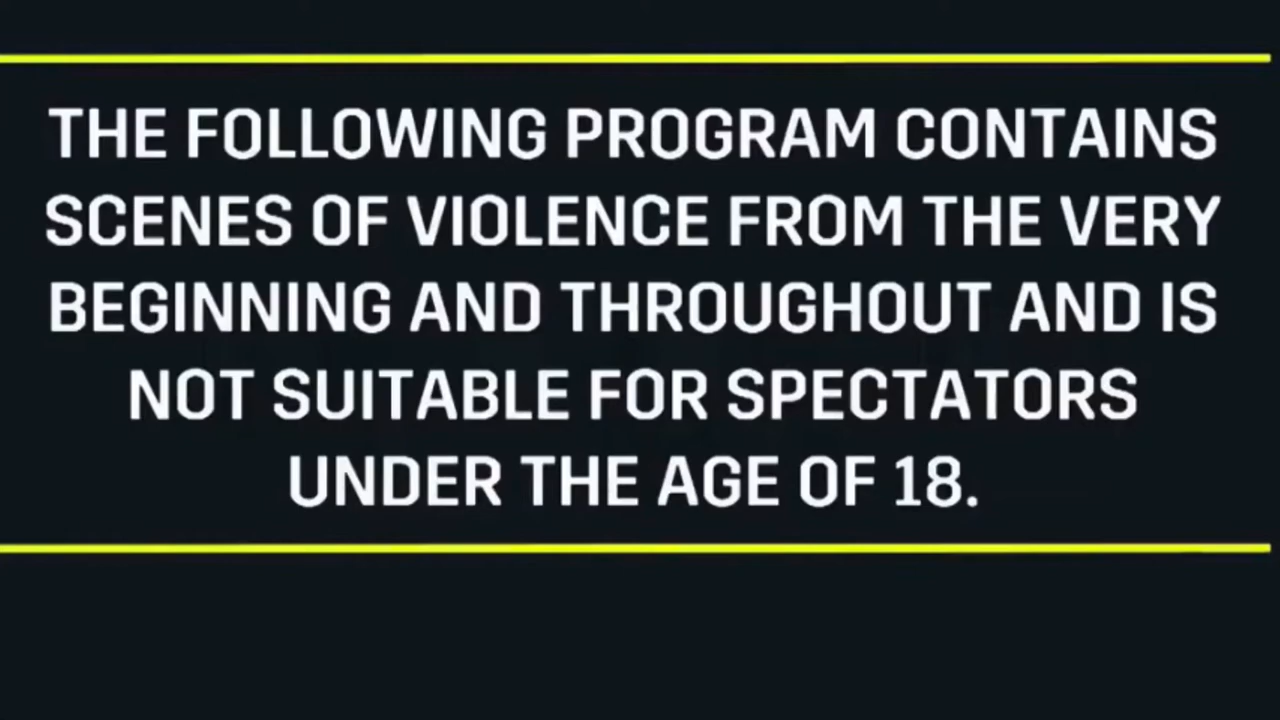 THE FOLLOWING PROGRAM CONTAINS
SCENES OF VIOLENCE FROM THE VERY
BEGINNING AND THROUGHOUT AND IS
NOT SUITABLE FOR SPECTATORS
UNDER THE AGE OF 18.